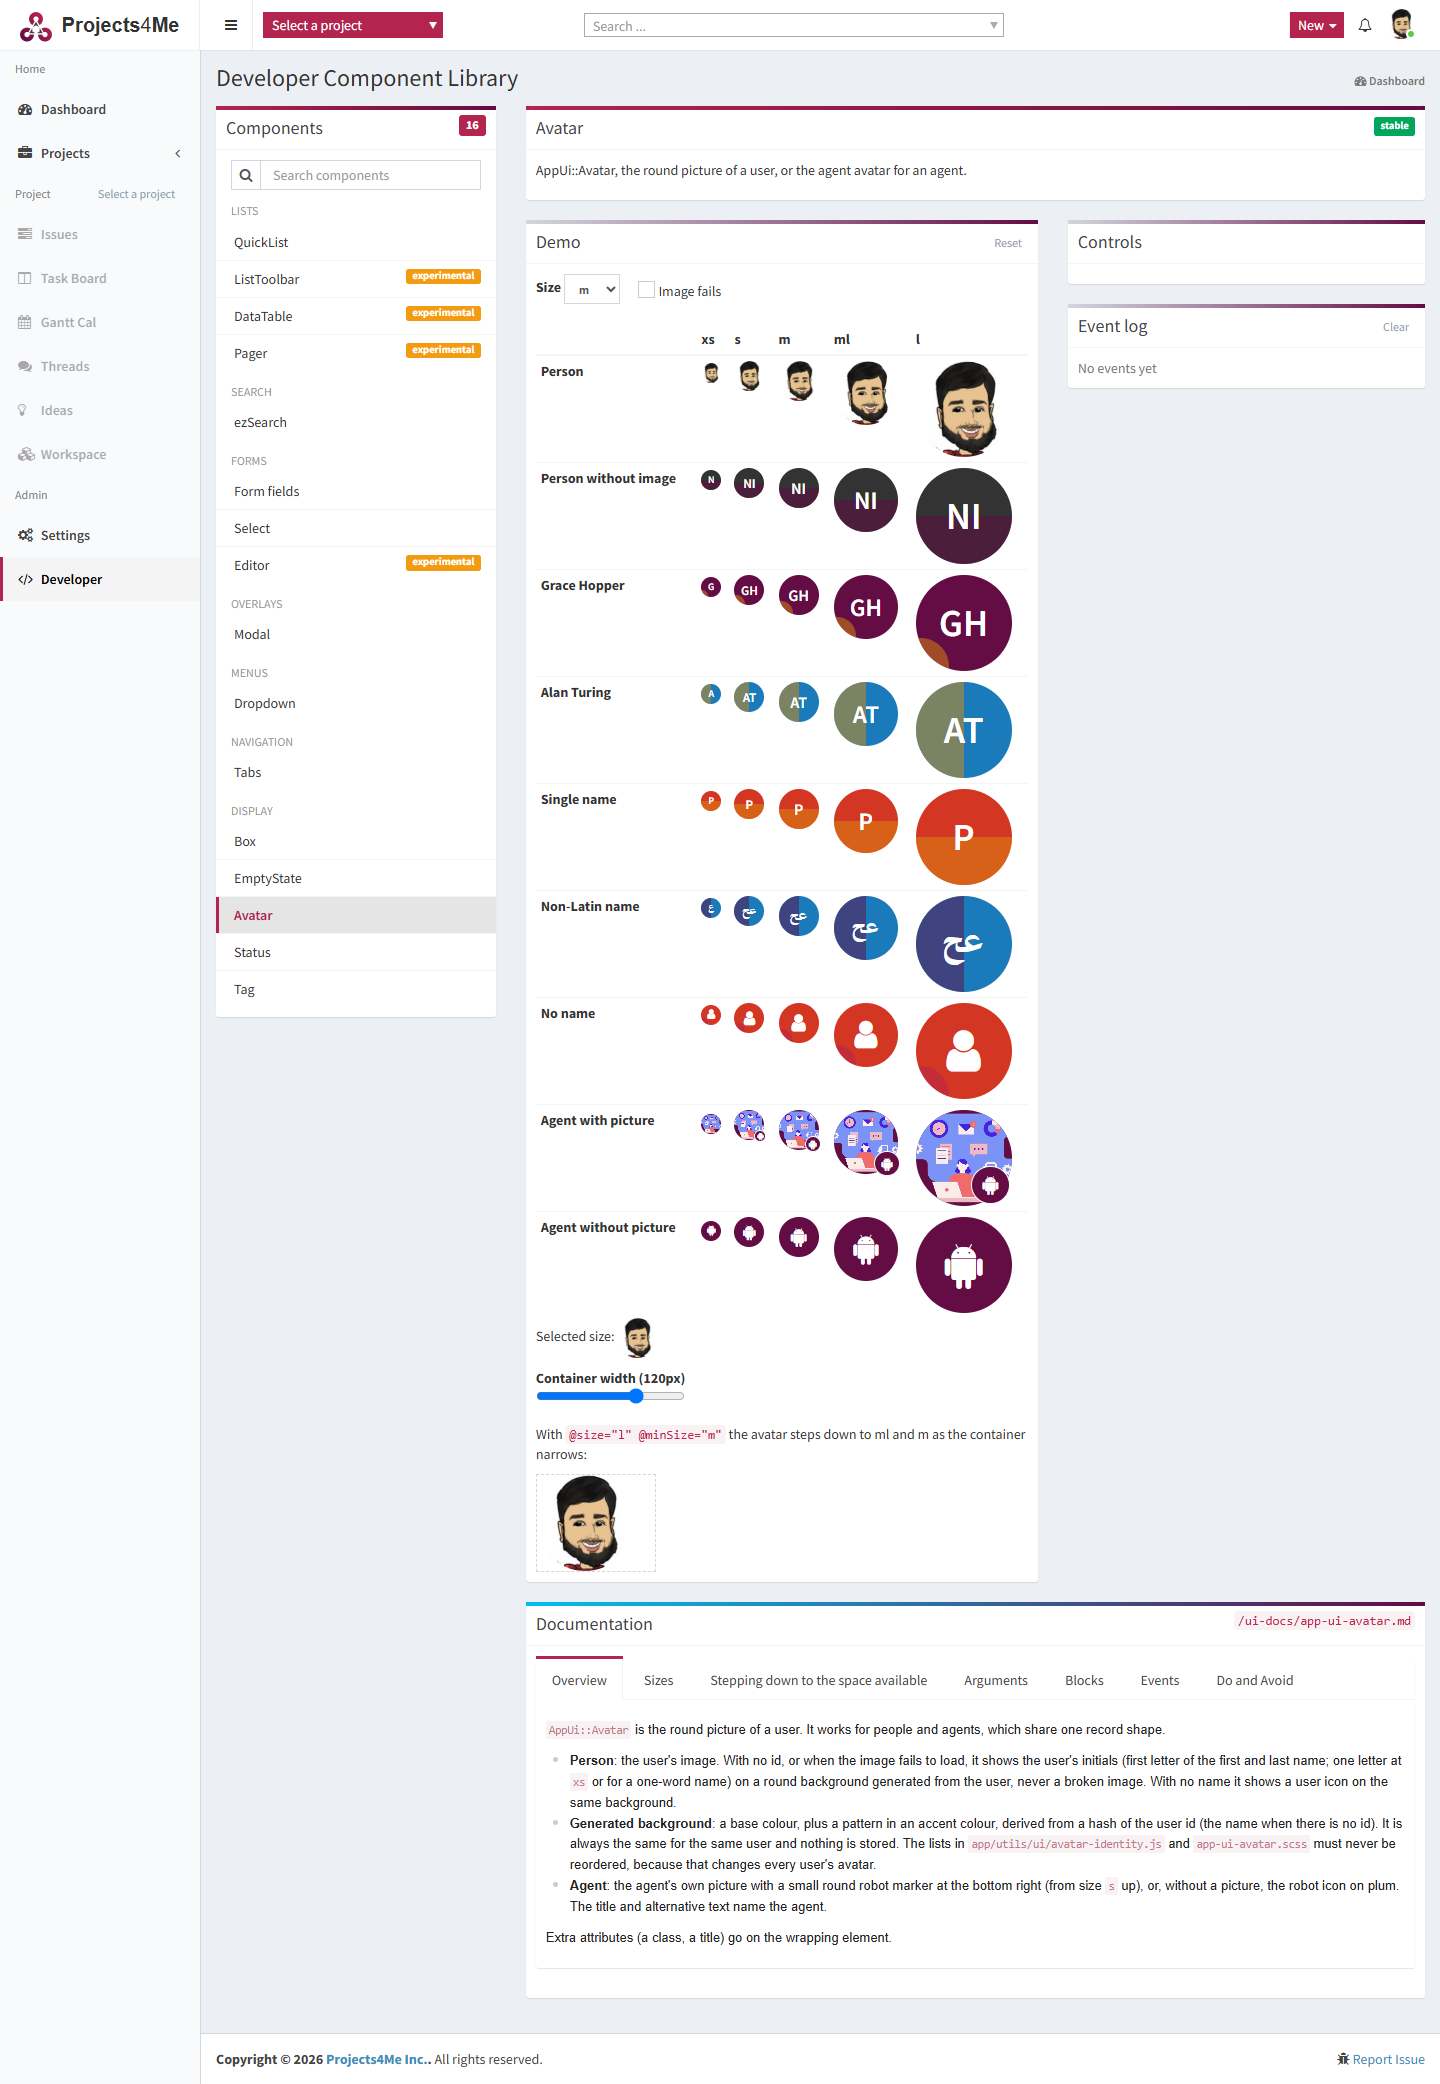 Projects4Me
Select a project
Search ...
New
Home
Dashboard
Projects
Project
Select a project
Issues
Task Board
Gantt Cal
Threads
Ideas
Workspace
Admin
Settings
Developer
Developer Component Library
Dashboard
Components
16
Search components
LISTS
QuickList
ListToolbar
experimental
DataTable
experimental
Pager
experimental
SEARCH
ezSearch
FORMS
Form fields
Select
Editor
experimental
OVERLAYS
Modal
MENUS
Dropdown
NAVIGATION
Tabs
DISPLAY
Box
EmptyState
Avatar
Status
Tag
Avatar
stable
AppUi::Avatar, the round picture of a user, or the agent avatar for an agent.
Demo
Reset
Size
m
Image fails
xs s m ml l
Person
Person without image
N NI NI NI NI
Grace Hopper
G GH GH GH GH
Alan Turing
A AT AT AT AT
Single name
P P P P P
Non-Latin name
ع عج عج عج عج
No name
Agent with picture
Agent without picture
Selected size:
Container width (120px)
With @size="l" @minSize="m" the avatar steps down to ml and m as the container
narrows:
Controls
Event log
Clear
No events yet
Documentation
/ui-docs/app-ui-avatar.md
Overview
Sizes
Stepping down to the space available
Arguments
Blocks
Events
Do and Avoid
AppUi::Avatar is the round picture of a user. It works for people and agents, which share one record shape.
Person: the user's image. With no id, or when the image fails to load, it shows the user's initials (first letter of the first and last name; one letter at
xs or for a one-word name) on a round background generated from the user, never a broken image. With no name it shows a user icon on the
same background.
Generated background: a base colour, plus a pattern in an accent colour, derived from a hash of the user id (the name when there is no id). It is
always the same for the same user and nothing is stored. The lists in app/utils/ui/avatar-identity.js and app-ui-avatar.scss must never be
reordered, because that changes every user's avatar.
Agent: the agent's own picture with a small round robot marker at the bottom right (from size s up), or, without a picture, the robot icon on plum.
The title and alternative text name the agent.
Extra attributes (a class, a title) go on the wrapping element.
Copyright © 2026 Projects4Me Inc.. All rights reserved.
Report Issue